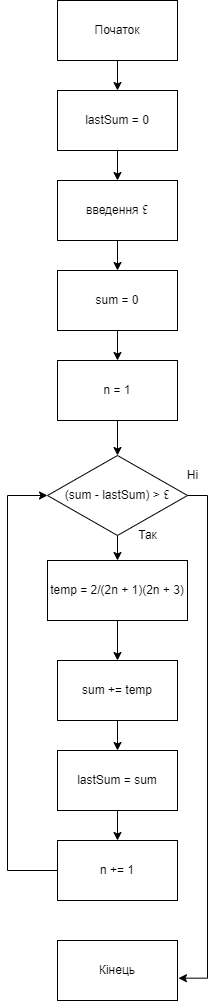 Початок
lastSum = 0
введення £
sum = 0
n = 1
(sum - lastSum) > £
Ні
Так
temp = 2/(2n + 1)(2n + 3)
sum += temp
lastSum = sum
n += 1
Кінець